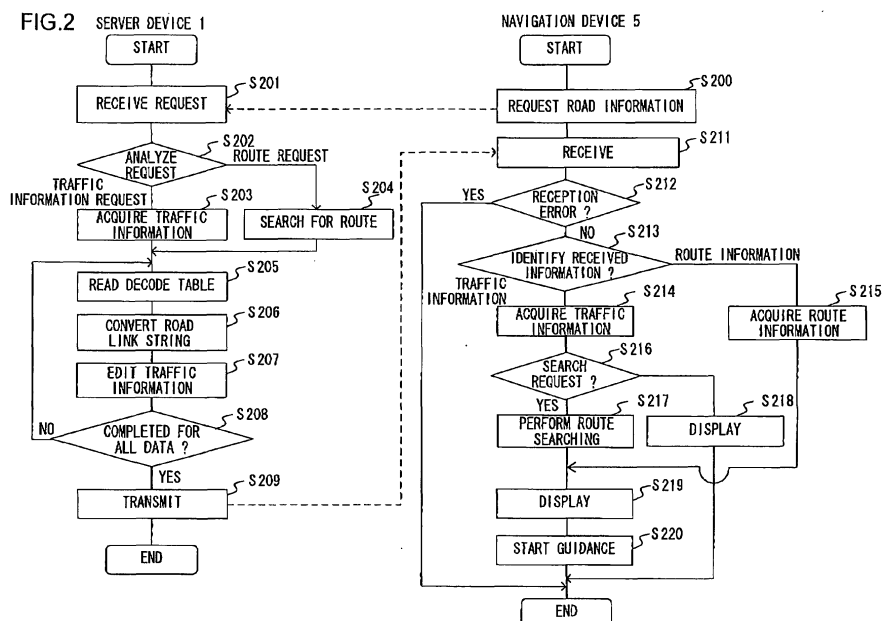 FIG.2
SERVER DEVICE 1
START
S201
RECEIVE REQUEST
S202
ANALYZE
REQUEST
ROUTE REQUEST
TRAFFIC
INFORMATION REQUEST
S203
ACQUIRE TRAFFIC
INFORMATION
S204
SEARCH FOR ROUTE
S205
READ DECODE TABLE
S206
CONVERT ROAD
LINK STRING
S207
EDIT TRAFFIC
INFORMATION
S208
NO
COMPLETED FOR
ALL DATA ?
YES
S209
TRANSMIT
END
NAVIGATION DEVICE 5
START
S200
REQUEST ROAD INFORMATION
S211
RECEIVE
YES
S212
RECEPTION
ERROR ?
NO
S213
IDENTIFY RECEIVED
INFORMATION ?
ROUTE INFORMATION
TRAFFIC
INFORMATION
S214
ACQUIRE TRAFFIC
INFORMATION
S215
ACQUIRE ROUTE
INFORMATION
S216
SEARCH
REQUEST ?
YES
S217
PERFORM ROUTE
SEARCHING
S218
DISPLAY
S219
DISPLAY
S220
START GUIDANCE
END